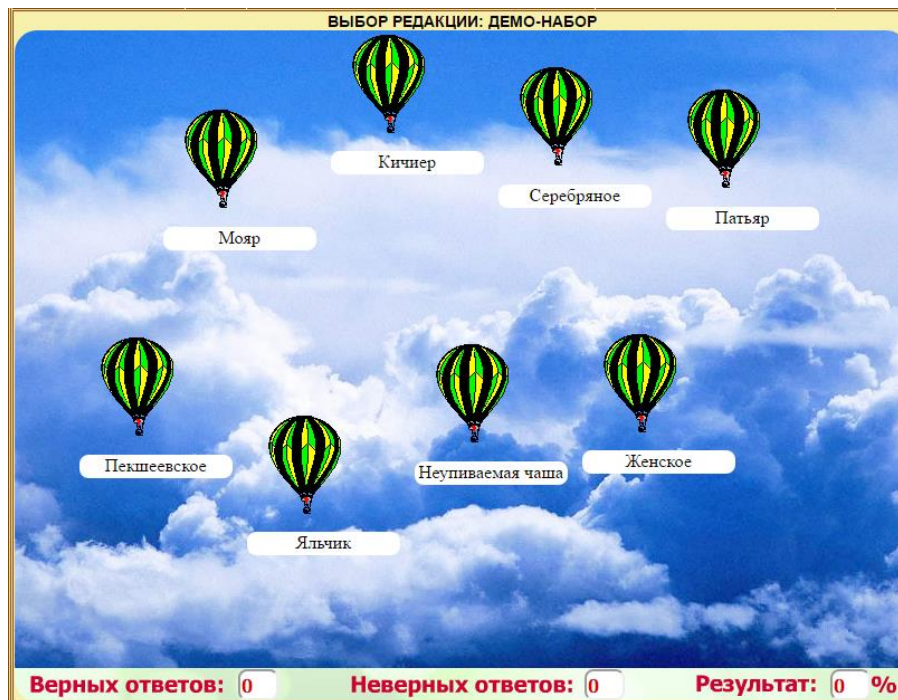 ВЫБОР РЕДАКЦИИ: ДЕМО-НАБОР
Кичиер
Серебряное
Патьяр
Мояр
Пекшеевское
Неупиваемая чаша
Женское
Яльчик
Верных ответов: 0
Неверных ответов: 0
Результат: 0 %